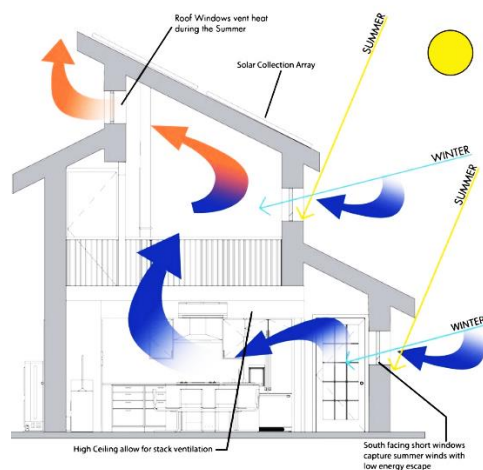 Roof Windows vent heat
during the Summer
Solar Collection Array
SUMMER
WINTER
SUMMER
WINTER
High Ceiling allow for stack ventilation
South facing short windows
capture summer winds with
low energy escape